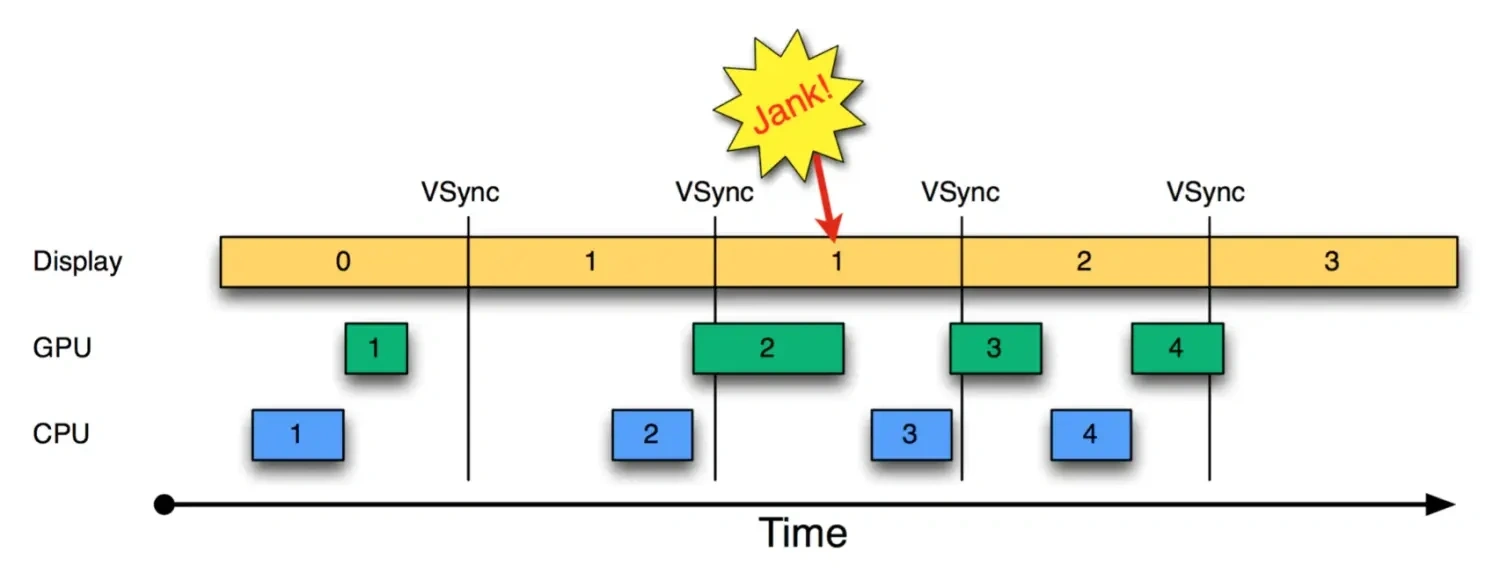 Jank!
VSync VSync VSync VSync
Display 0 1 1 2 3
GPU 1 2 3 4
CPU 1 2 3 4
Time